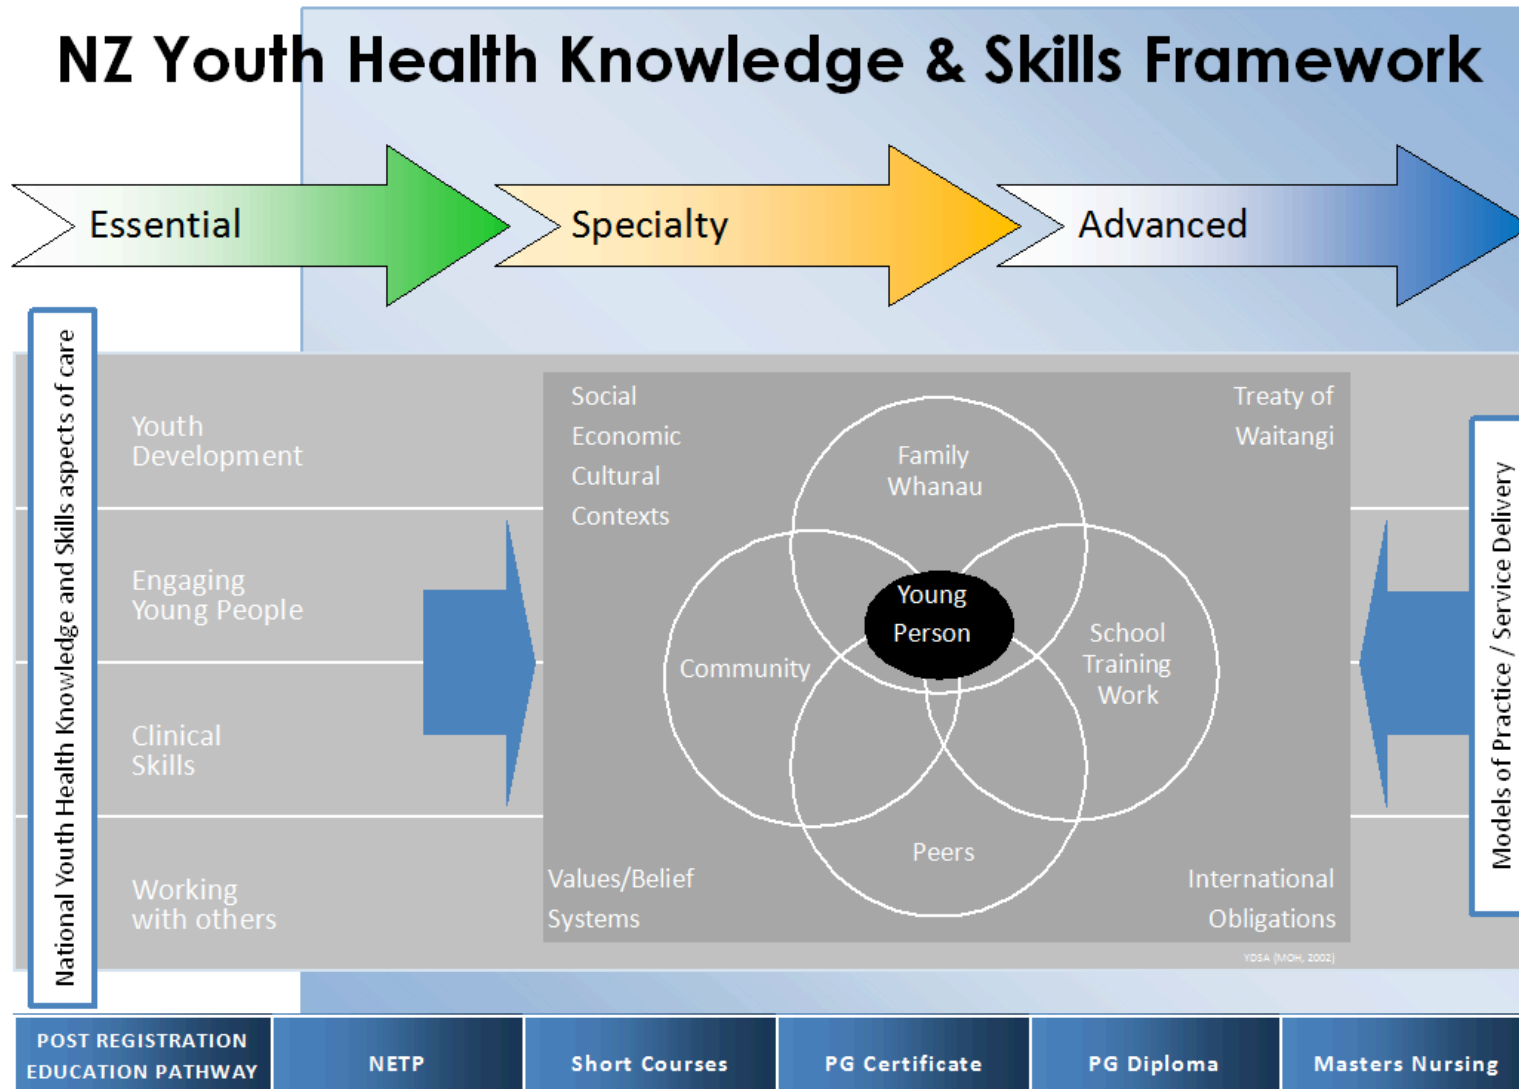 NZ Youth Health Knowledge & Skills Framework
Essential
Specialty
Advanced
National Youth Health Knowledge and Skills aspects of care
Youth
Development
Engaging
Young People
Clinical
Skills
Working
with others
Social
Economic
Cultural
Contexts
Treaty of
Waitangi
Family
Whanau
Young
Person
Community
School
Training
Work
Peers
Values/Belief
Systems
International
Obligations
YDSA (MOH, 2002)
Models of Practice / Service Delivery
POST REGISTRATION
EDUCATION PATHWAY
NETP
Short Courses
PG Certificate
PG Diploma
Masters Nursing